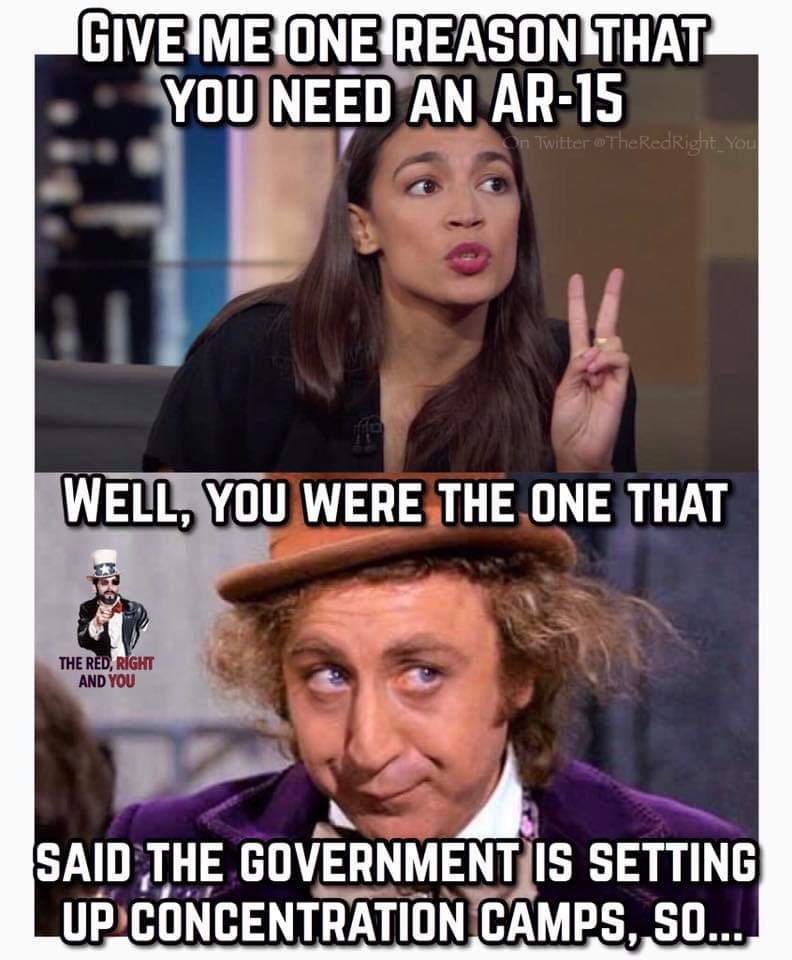 GIVE ME ONE REASON THAT
YOU NEED AN AR-15
On Twitter @TheRedRight_You
WELL, YOU WERE THE ONE THAT
THE RED, RIGHT
AND YOU
SAID THE GOVERNMENT IS SETTING
UP CONCENTRATION CAMPS, SO...